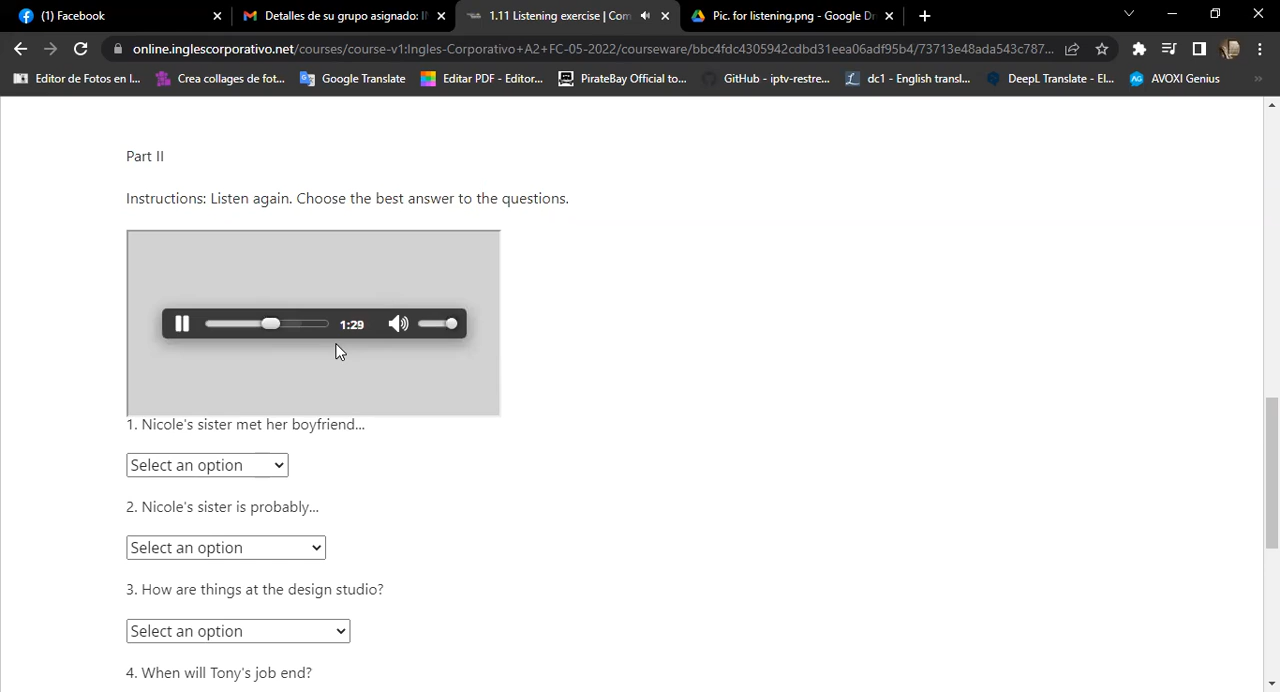 (1) Facebook
Detalles de su grupo asignado: I
1.11 Listening exercise | Com
Pic. for listening.png - Google Dr
online.inglescorporativo.net/courses/course-v1:Ingles-Corporativo+A2+FC-05-2022/courseware/bbc4fdc4305942cdbd31eea06adf95b4/73713e48ada543c787...
Editor de Fotos en l...
Crea collages de fot...
Google Translate
Editar PDF - Editor...
PirateBay Official to...
GitHub - iptv-restre...
dc1 - English transl...
DeepL Translate - El...
AVOXI Genius
Part II
Instructions: Listen again. Choose the best answer to the questions.
1:29
1. Nicole's sister met her boyfriend...
Select an option
2. Nicole's sister is probably...
Select an option
3. How are things at the design studio?
Select an option
4. When will Tony's job end?